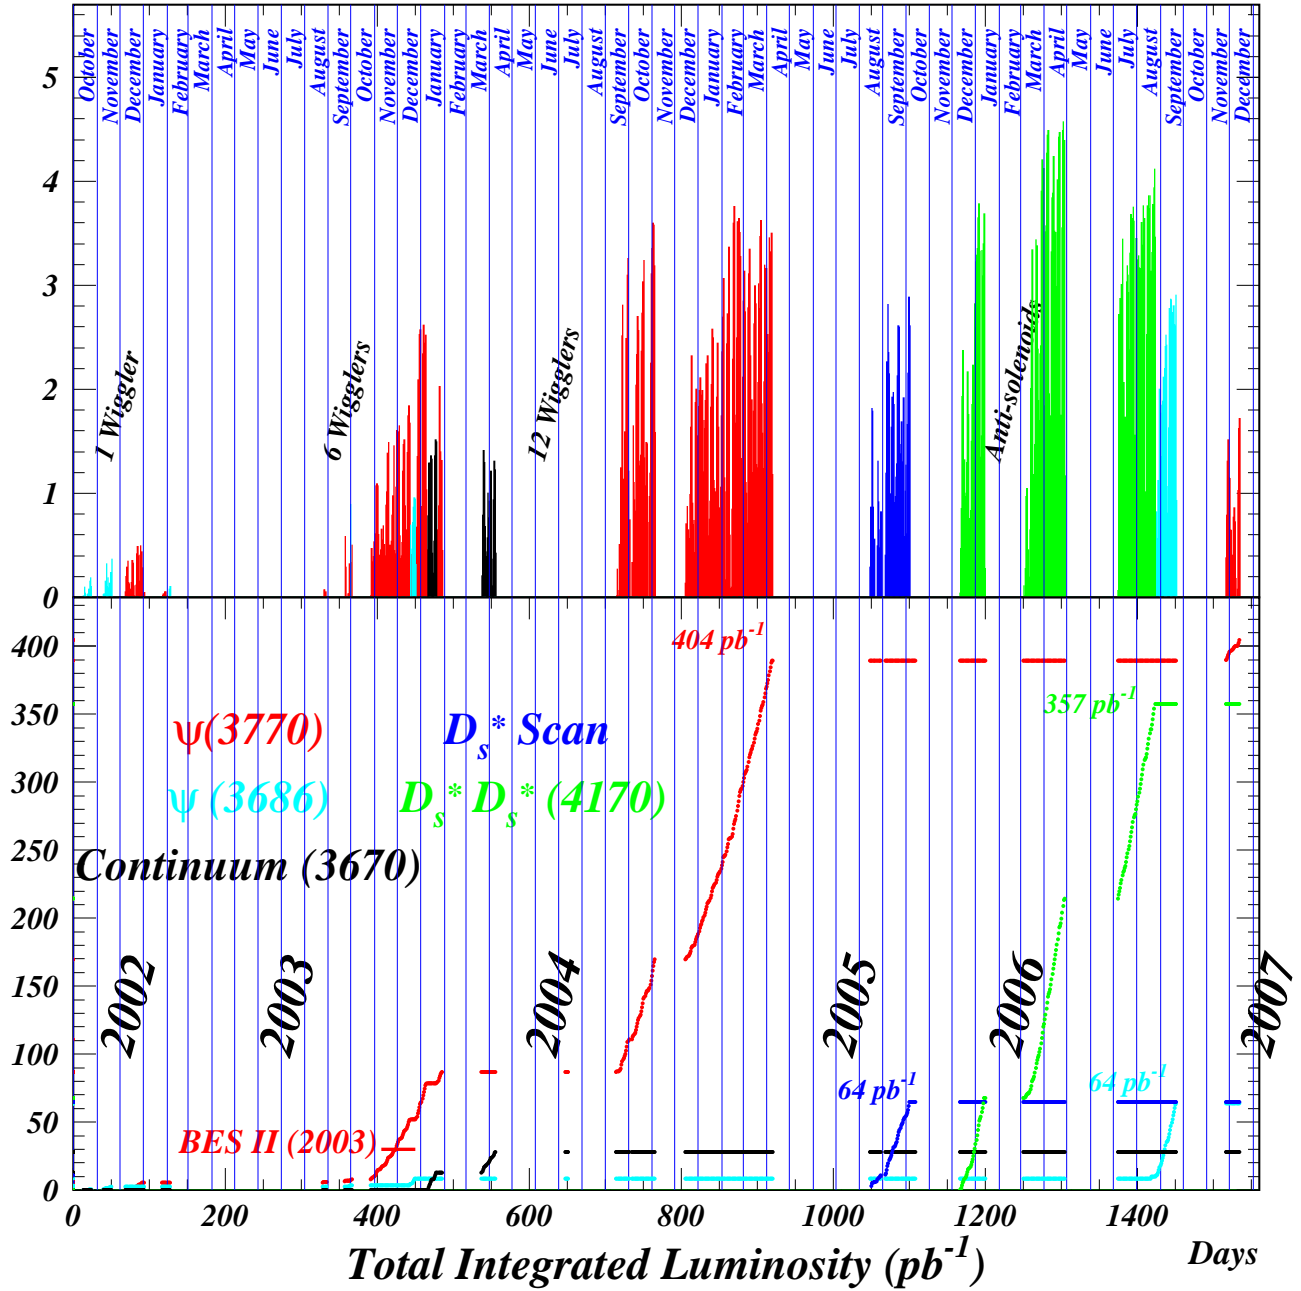 October
November
December
January
February
March
April
May
June
July
August
September
October
November
December
January
February
March
April
May
June
July
August
September
October
November
December
January
February
March
April
May
June
July
August
September
October
November
December
January
February
March
April
May
June
July
August
September
October
November
December
5
4
3
2
1
0
1 Wiggler
6 Wigglers
12 Wigglers
Anti-solenoids
400
350
300
250
200
150
100
50
0
404 pb⁻¹
357 pb⁻¹
ψ(3770)
D_s* Scan
ψ (3686)
D_s* D_s* (4170)
Continuum (3670)
2002
2003
2004
2005
2006
2007
64 pb⁻¹
64 pb⁻¹
BES II (2003)
0
200
400
600
800
1000
1200
1400
Total Integrated Luminosity (pb⁻¹)
Days